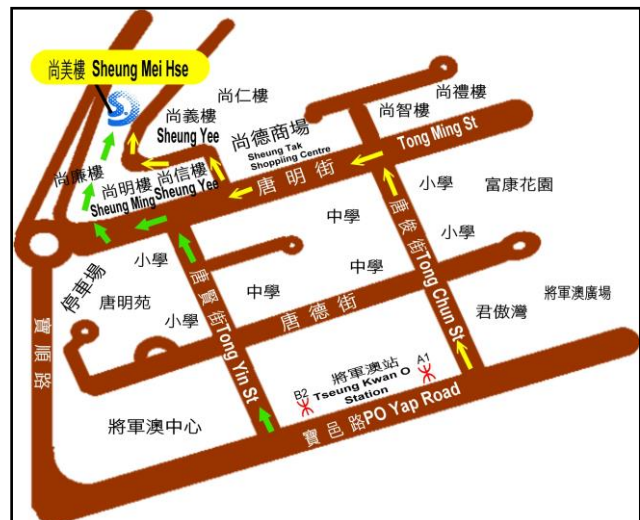 尚美樓 Sheung Mei Hse
尚仁樓
尚義樓
Sheung Yee
尚德商場
Sheung Tak
Shoppiing Centre
尚禮樓
尚智樓
Tong Ming St
唐明街
尚廉樓
尚明樓
Sheung Ming
尚信樓
Sheung Yee
小學
富康花園
中學
唐俊街 Tong Chun St
小學
停車場
小學
唐賢街 Tong Yin St
中學
中學
唐明苑
小學
唐德街
君傲灣
將軍澳廣場
寶順路
將軍澳站
Tseung Kwan O
Station
A1
B2
將軍澳中心
寶邑路 PO Yap Road